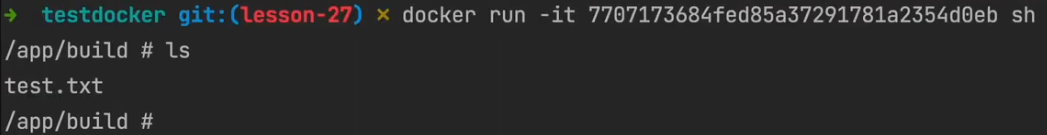 ➜ testdocker git:(lesson-27) ✗ docker run -it 7707173684fed85a37291781a2354d0eb sh
/app/build # ls
test.txt
/app/build #